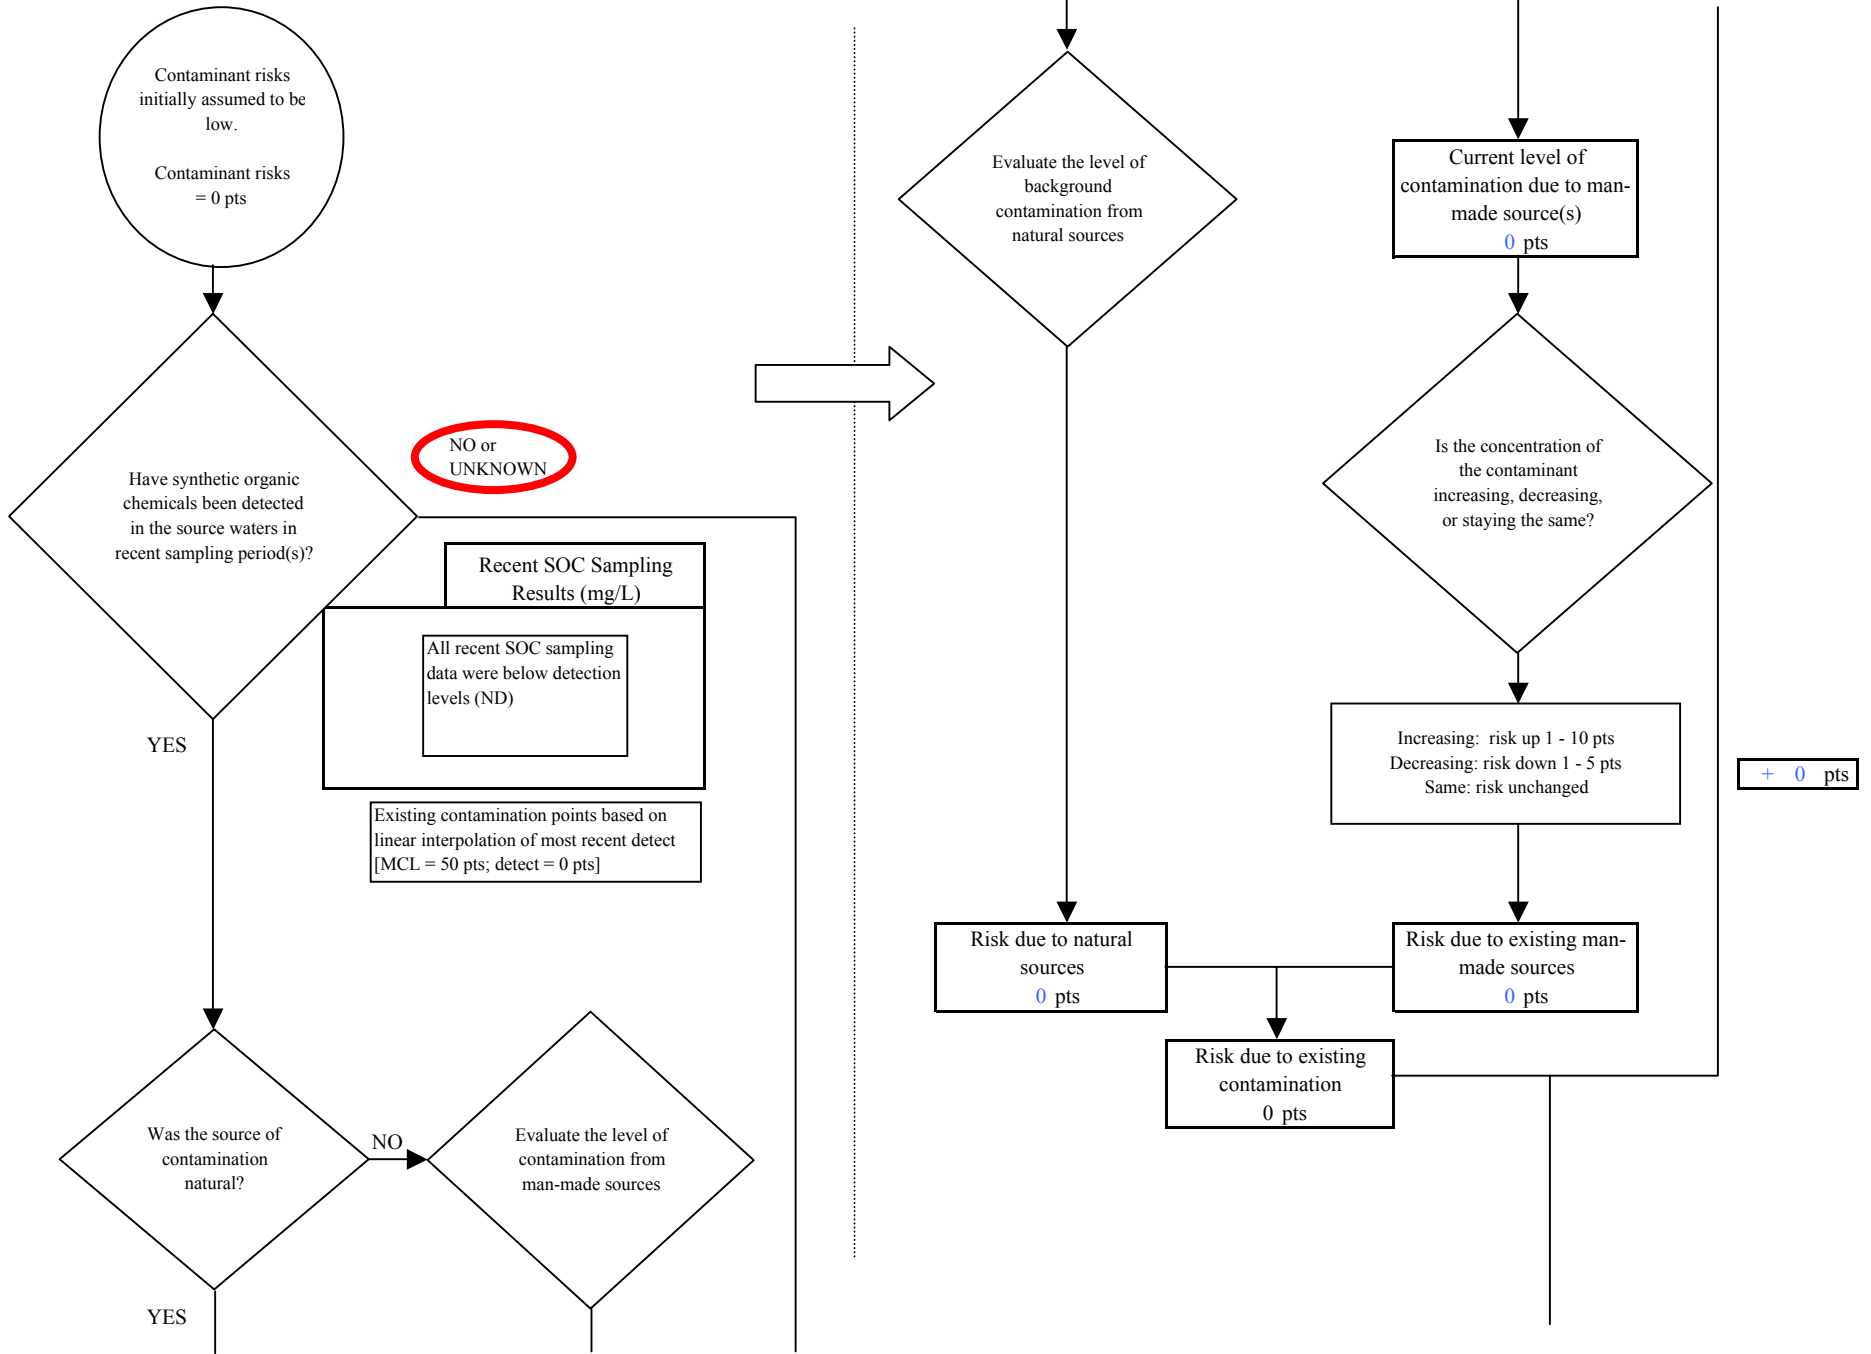 Contaminant risks
initially assumed to be
low.
Contaminant risks
= 0 pts
Have synthetic organic
chemicals been detected
in the source waters in
recent sampling period(s)?
NO or
UNKNOWN
Recent SOC Sampling
Results (mg/L)
All recent SOC sampling
data were below detection
levels (ND)
YES
Existing contamination points based on
linear interpolation of most recent detect
[MCL = 50 pts; detect = 0 pts]
Was the source of
contamination
natural?
NO
Evaluate the level of
contamination from
man-made sources
YES
Evaluate the level of
background
contamination from
natural sources
Current level of
contamination due to man-
made source(s)
0 pts
Is the concentration of
the contaminant
increasing, decreasing,
or staying the same?
Increasing: risk up 1 - 10 pts
Decreasing: risk down 1 - 5 pts
Same: risk unchanged
+ 0 pts
Risk due to natural
sources
0 pts
Risk due to existing man-
made sources
0 pts
Risk due to existing
contamination
0 pts